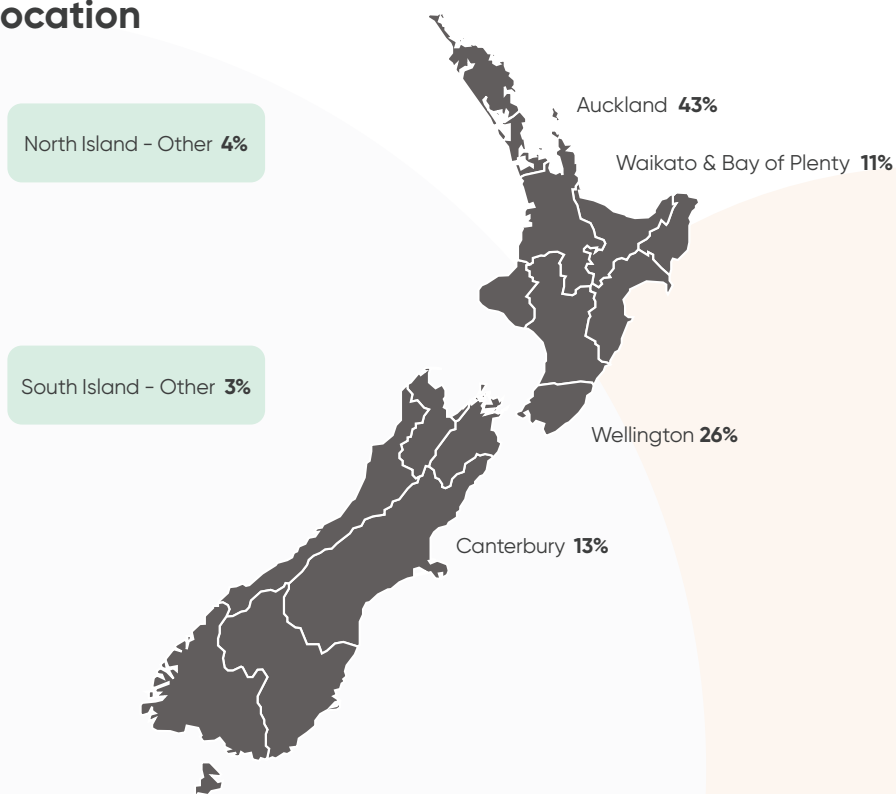 ocation
Auckland 43%
North Island - Other 4%
Waikato & Bay of Plenty 11%
South Island - Other 3%
Wellington 26%
Canterbury 13%